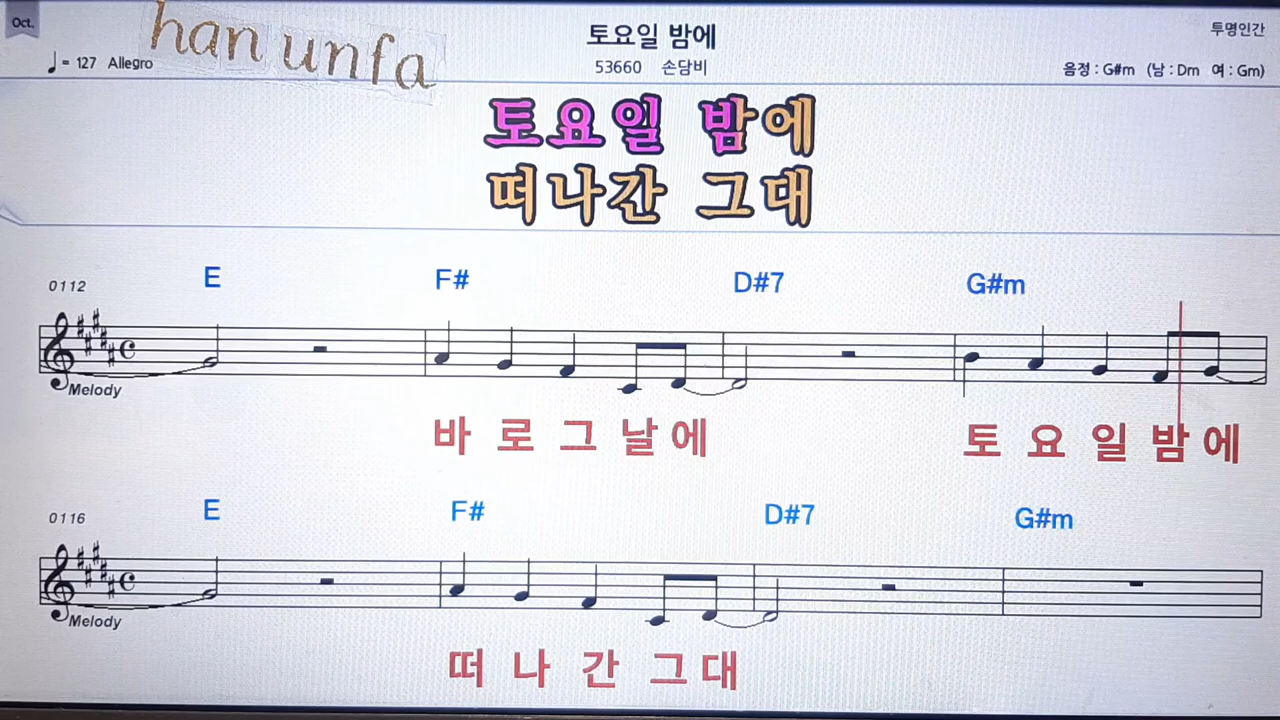 Oct.
han unfa
토요일 밤에
투명인간
♩= 127 Allegro
53660 손담비
음정 : G#m (남 : Dm 여 : Gm)
토요일 밤에
떠나간 그대
E F# D#7 G#m
0112
Melody
바 로 그 날 에 토 요 일 밤 에
E F# D#7 G#m
0116
Melody
떠 나 간 그 대